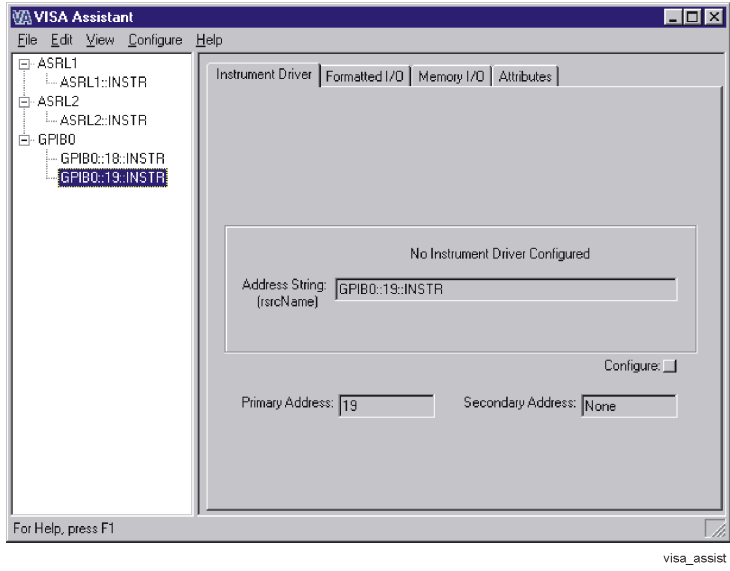 VISA Assistant
File Edit View Configure Help
ASRL1
ASRL1::INSTR
ASRL2
ASRL2::INSTR
GPIB0
GPIB0::18::INSTR
GPIB0::19::INSTR
Instrument Driver Formatted I/O Memory I/O Attributes
No Instrument Driver Configured
Address String: GPIB0::19::INSTR
(rsrcName)
Configure:
Primary Address: 19 Secondary Address: None
For Help, press F1
visa_assist